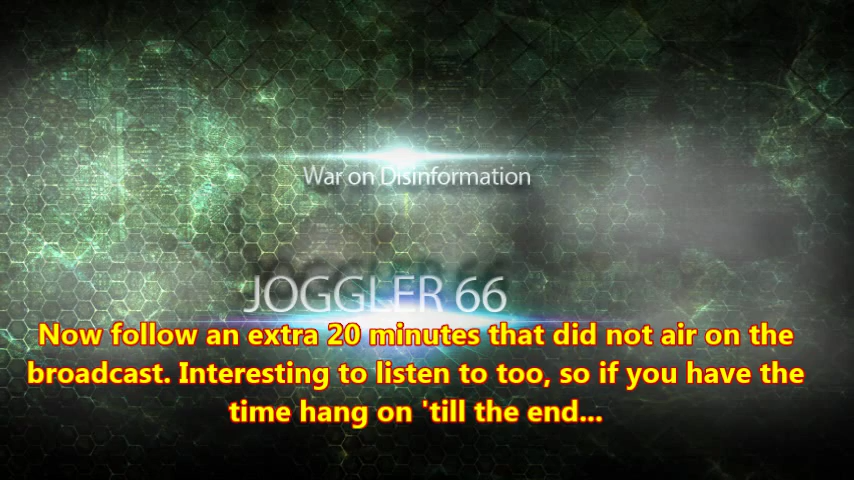 War on Disinformation
JOGGLER 66
Now follow an extra 20 minutes that did not air on the
broadcast. Interesting to listen to too, so if you have the
time hang on 'till the end...